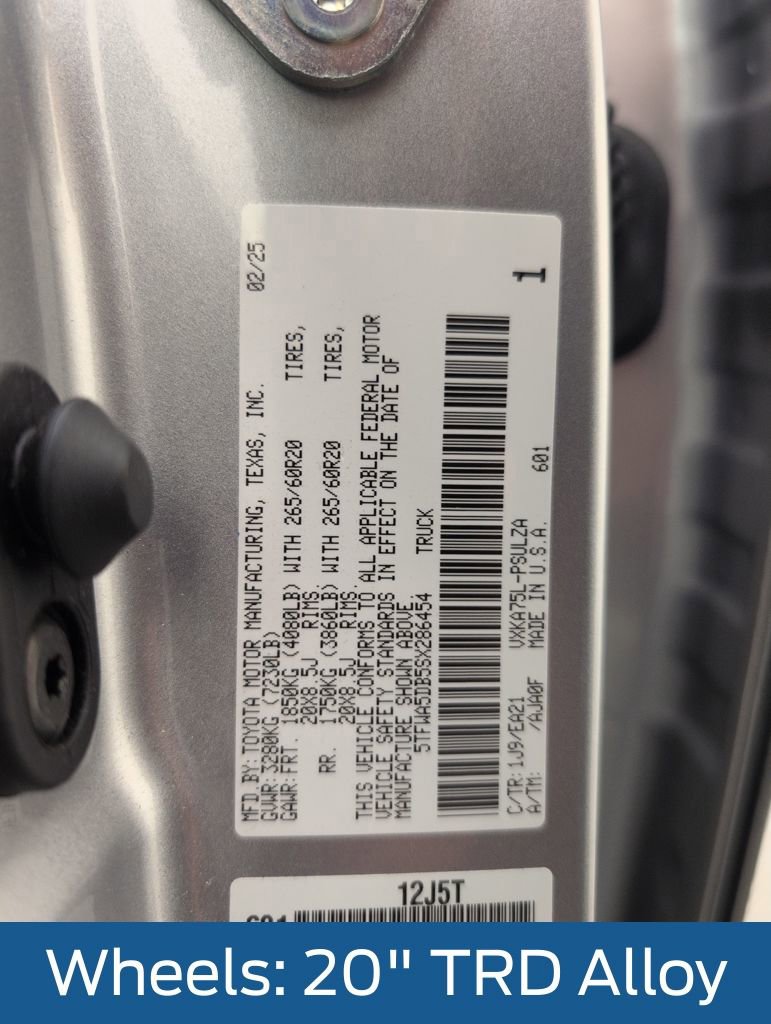 MFD. BY: TOYOTA MOTOR MANUFACTURING, TEXAS, INC. 02/25
GVWR: 3280KG (7230LB)
GAWR: FRT. 1850KG (4080LB) WITH 265/60R20 TIRES,
20X8.5J RIMS,
RR. 1750KG (3860LB) WITH 265/60R20 TIRES,
20X8.5J RIMS.
THIS VEHICLE CONFORMS TO ALL APPLICABLE FEDERAL MOTOR
VEHICLE SAFETY STANDARDS IN EFFECT ON THE DATE OF
MANUFACTURE SHOWN ABOVE
5TFWA5DB5SX286454 TRUCK
C/TR: 1J9/EA21 VXKA75L-PSULZA 601 1
A/TM: /AJA0F MADE IN U.S.A.
12J5T
Wheels: 20" TRD Alloy